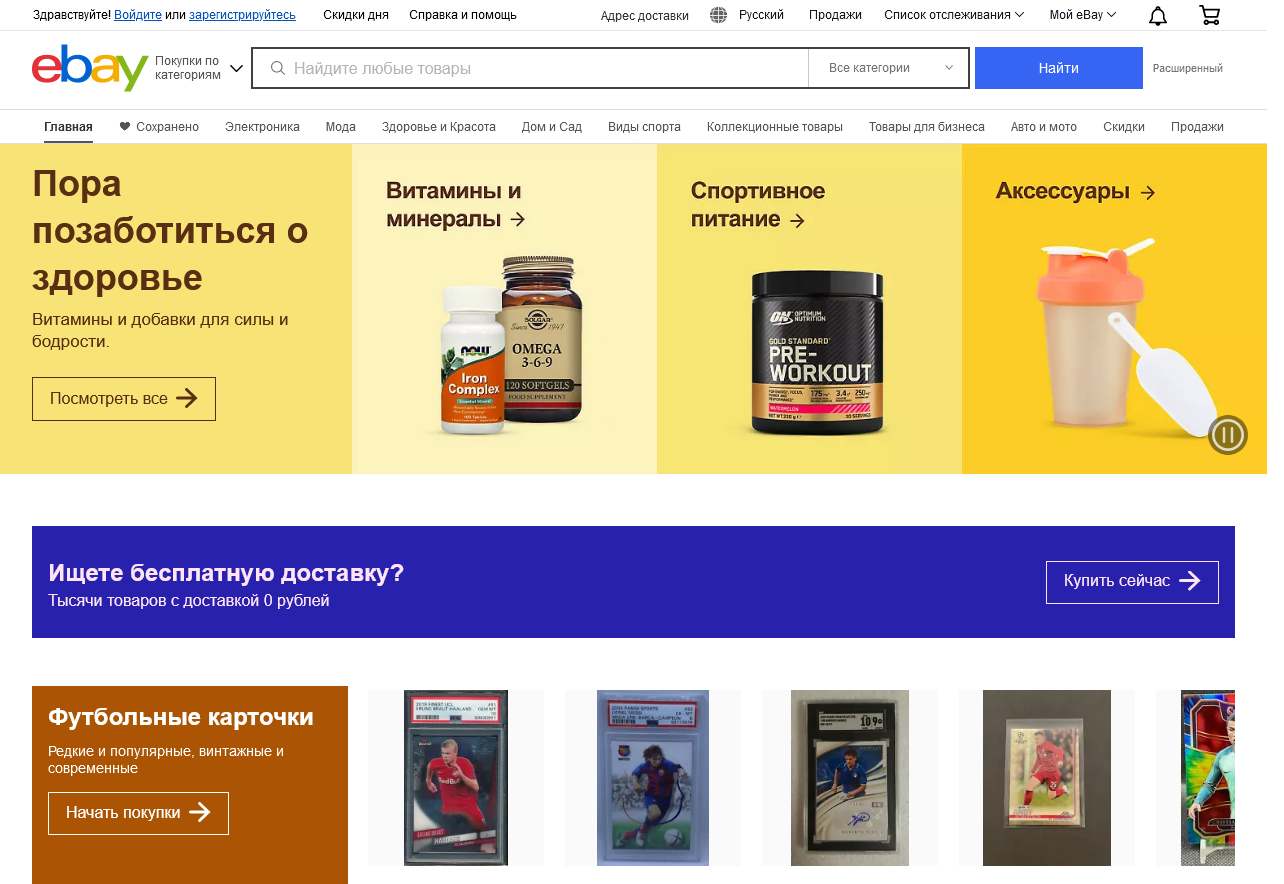 Здравствуйте! Войдите или зарегистрируйтесь
Скидки дня
Справка и помощь
Адрес доставки
Русский
Продажи
Список отслеживания
Мой eBay
ebay
Покупки по
категориям
Найдите любые товары
Все категории
Найти
Расширенный
Главная
Сохранено
Электроника
Мода
Здоровье и Красота
Дом и Сад
Виды спорта
Коллекционные товары
Товары для бизнеса
Авто и мото
Скидки
Продажи
Пора
позаботиться о
здоровье
Витамины и добавки для силы и
бодрости.
Посмотреть все
Витамины и
минералы
NOW
Iron
Complex
SOLGAR
Since 1947
OMEGA
3-6-9
120 SOFTGELS
FOOD SUPPLEMENT
Спортивное
питание
ON OPTIMUM
NUTRITION
GOLD STANDARD
PRE-
WORKOUT
WATERMELON
Аксессуары
Ищете бесплатную доставку?
Тысячи товаров с доставкой 0 рублей
Купить сейчас
Футбольные карточки
Редкие и популярные, винтажные и
современные
Начать покупки